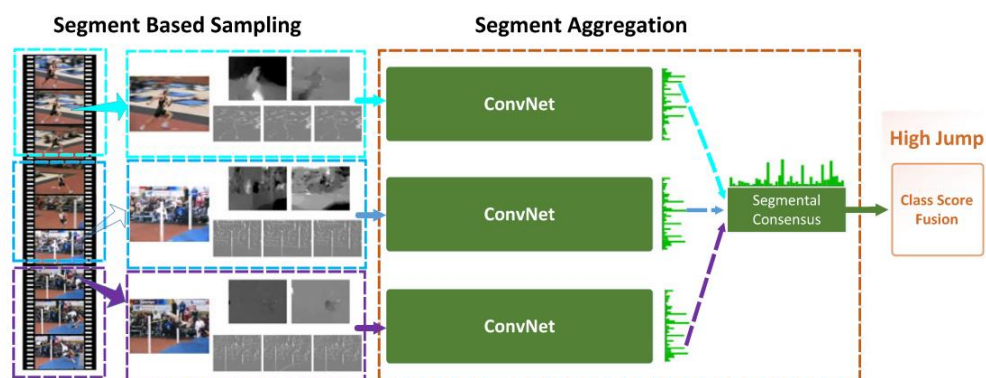 Segment Based Sampling
Segment Aggregation
ConvNet
ConvNet
ConvNet
Segmental
Consensus
High Jump
Class Score
Fusion